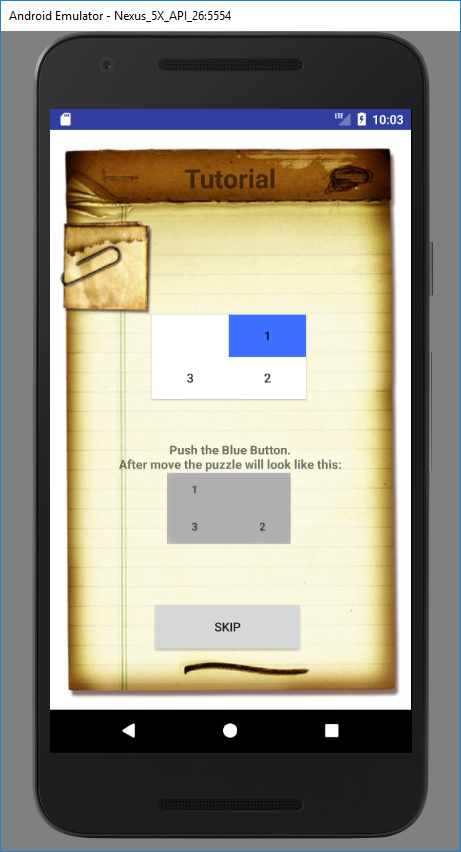 Android Emulator - Nexus_5X_API_26:5554
LTE 10:03
Tutorial
1
3 2
Push the Blue Button.
After move the puzzle will look like this:
1
3 2
SKIP